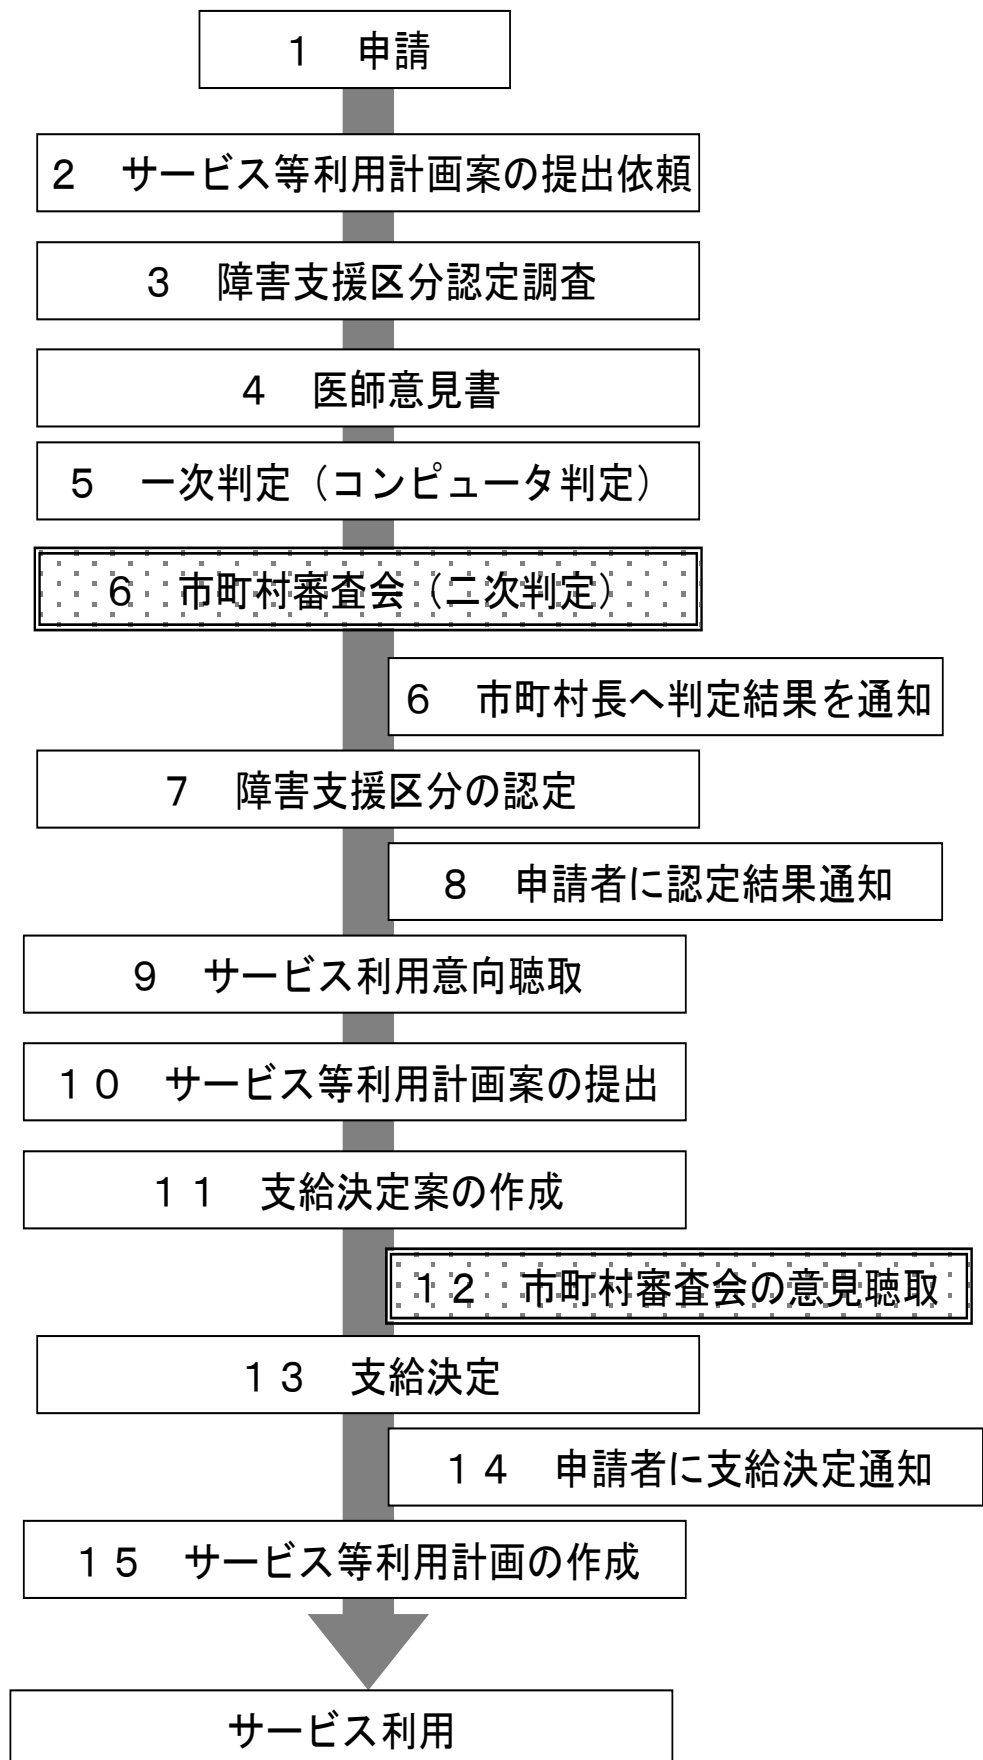 １　申請
２　サービス等利用計画案の提出依頼
３　障害支援区分認定調査
４　医師意見書
５　一次判定（コンピュータ判定）
６　市町村審査会（二次判定）
６　市町村長へ判定結果を通知
７　障害支援区分の認定
８　申請者に認定結果通知
９　サービス利用意向聴取
１０　サービス等利用計画案の提出
１１　支給決定案の作成
１２　市町村審査会の意見聴取
１３　支給決定
１４　申請者に支給決定通知
１５　サービス等利用計画の作成
サービス利用